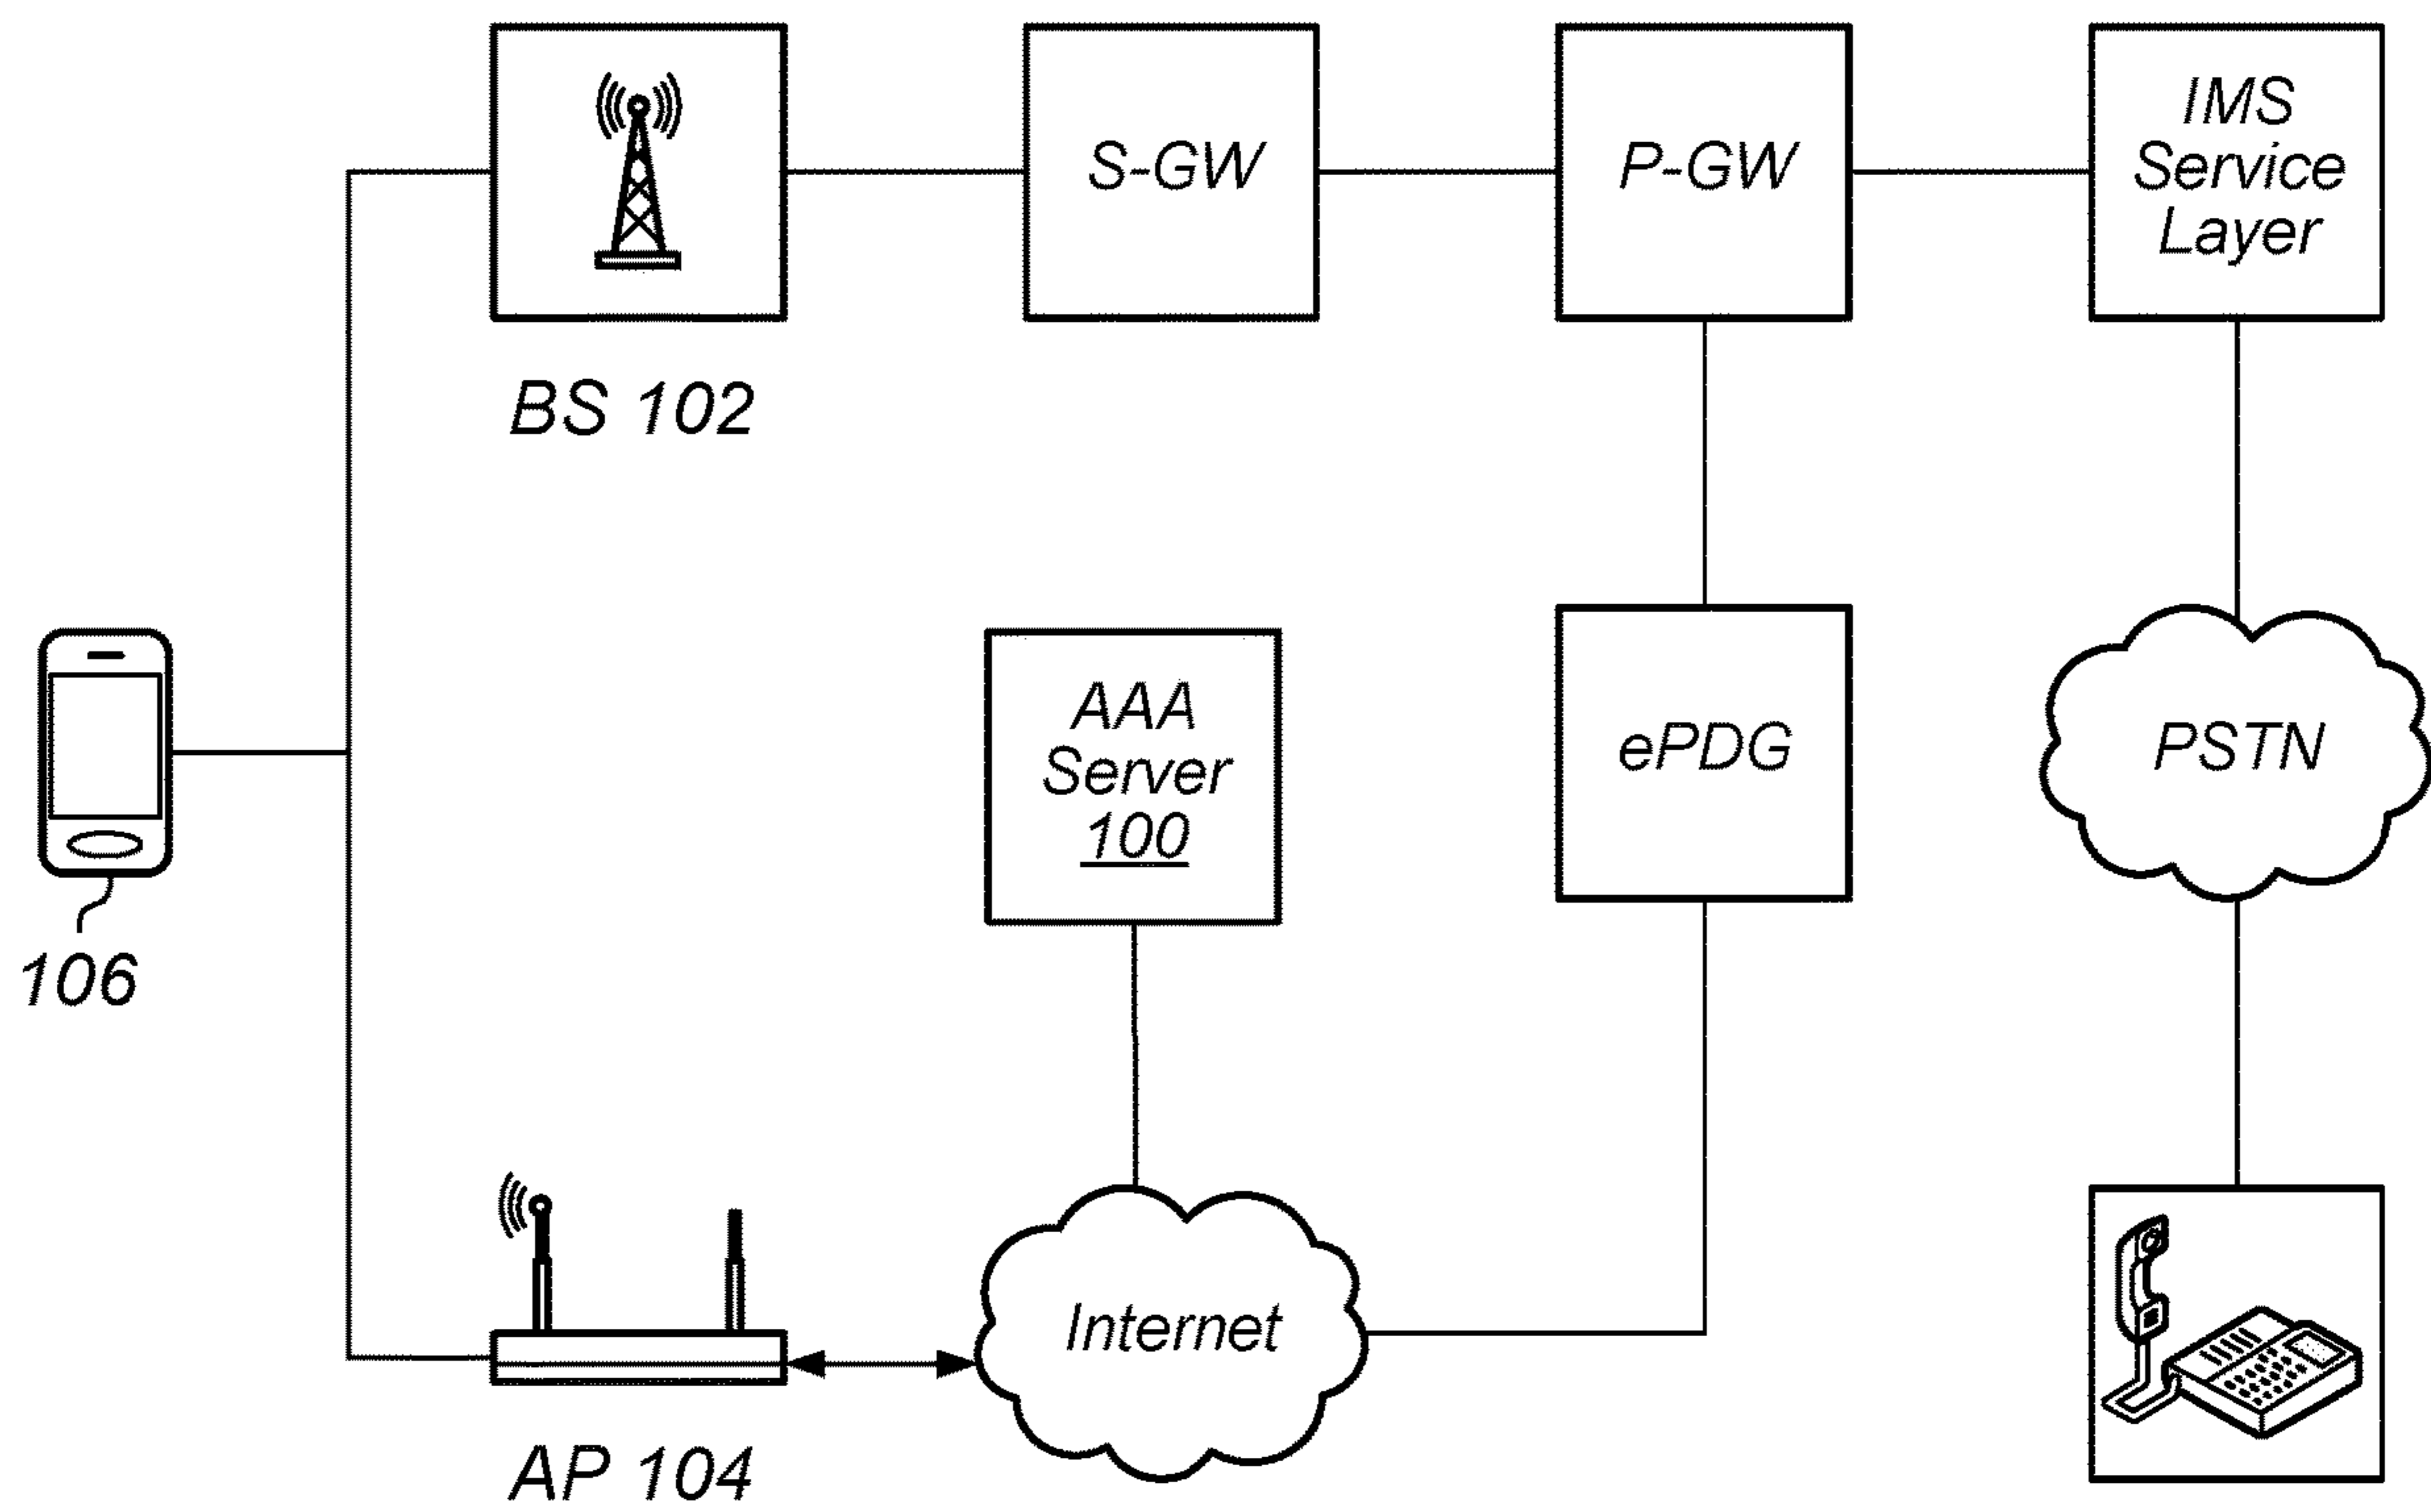 S-GW
P-GW
IMS
Service
Layer
BS 102
106
AAA
Server
100
ePDG
PSTN
Internet
AP 104